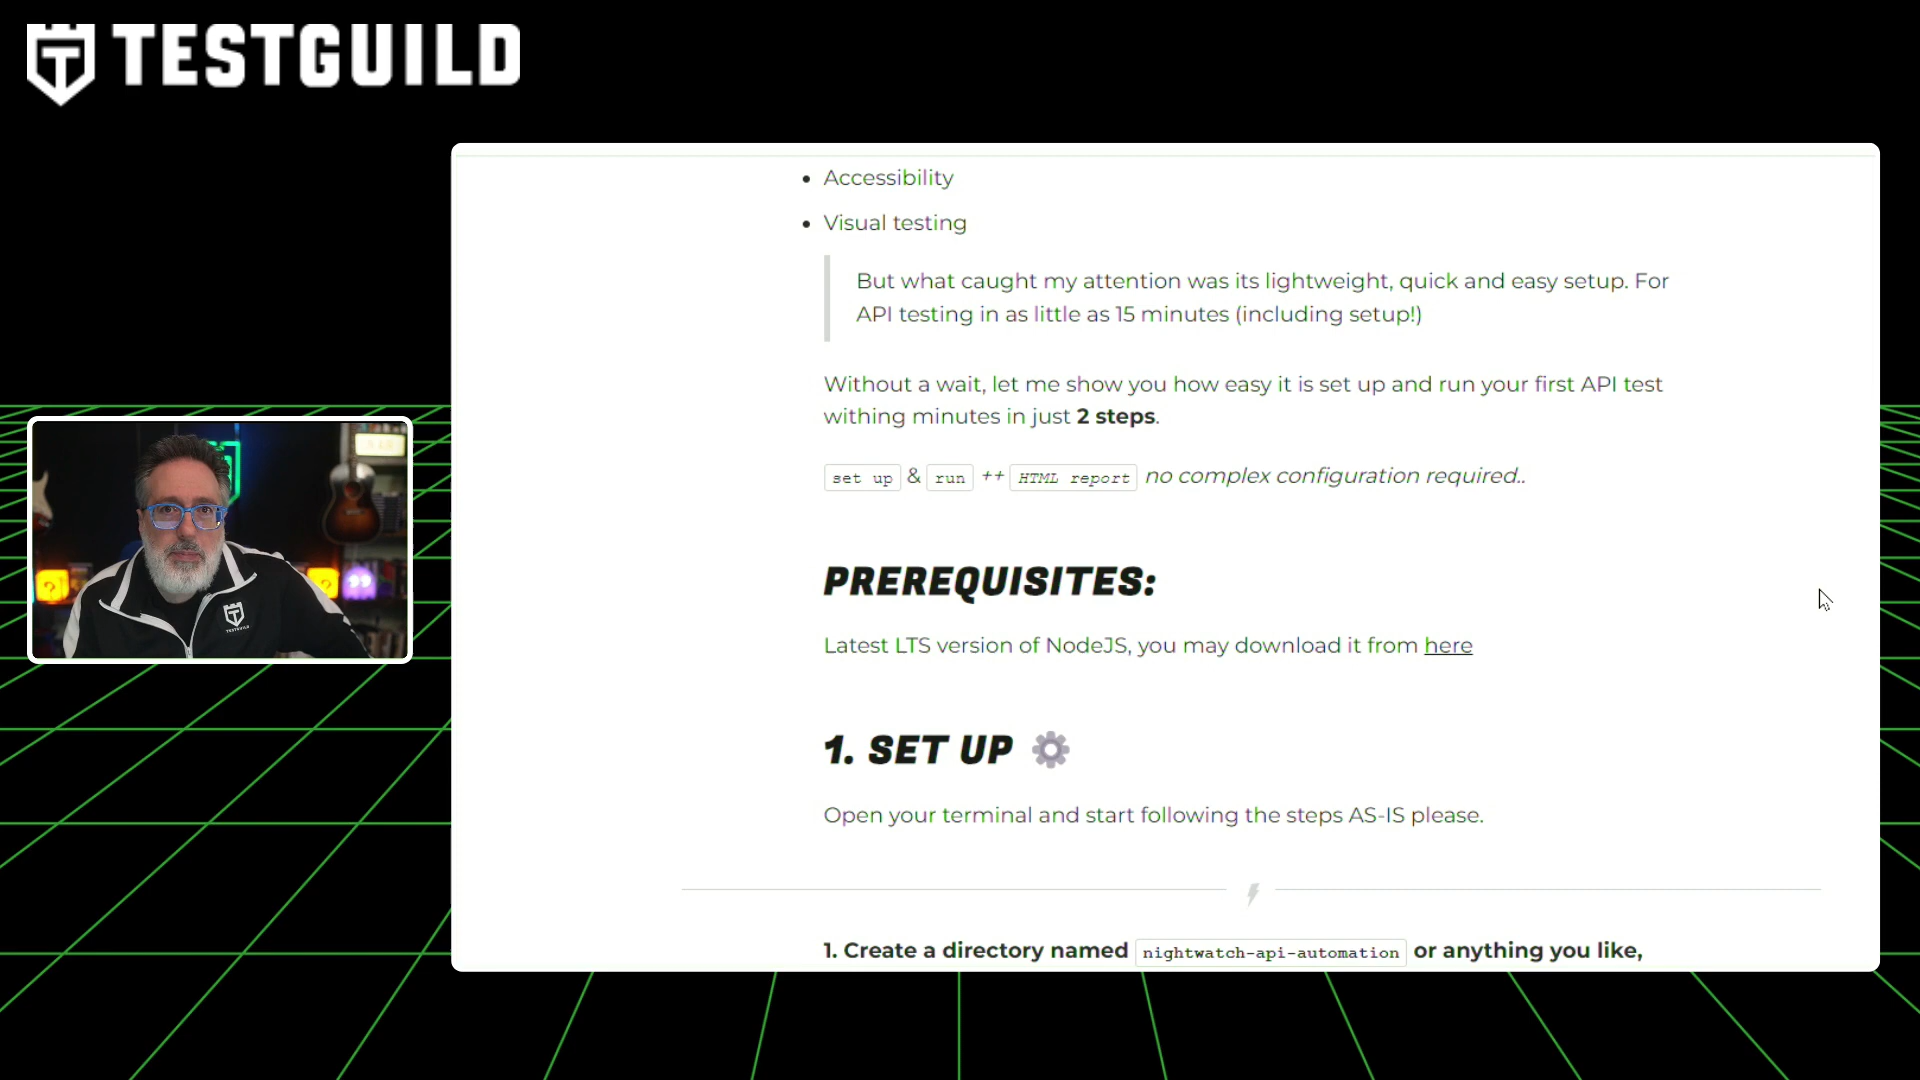 TESTGUILD
Accessibility
Visual testing
But what caught my attention was its lightweight, quick and easy setup. For
API testing in as little as 15 minutes (including setup!)
Without a wait, let me show you how easy it is set up and run your first API test
withing minutes in just 2 steps.
set up & run ++ HTML report no complex configuration required..
PREREQUISITES:
Latest LTS version of NodeJS, you may download it from here
1. SET UP
Open your terminal and start following the steps AS-IS please.
1. Create a directory named nightwatch-api-automation or anything you like,
TESTGUILD